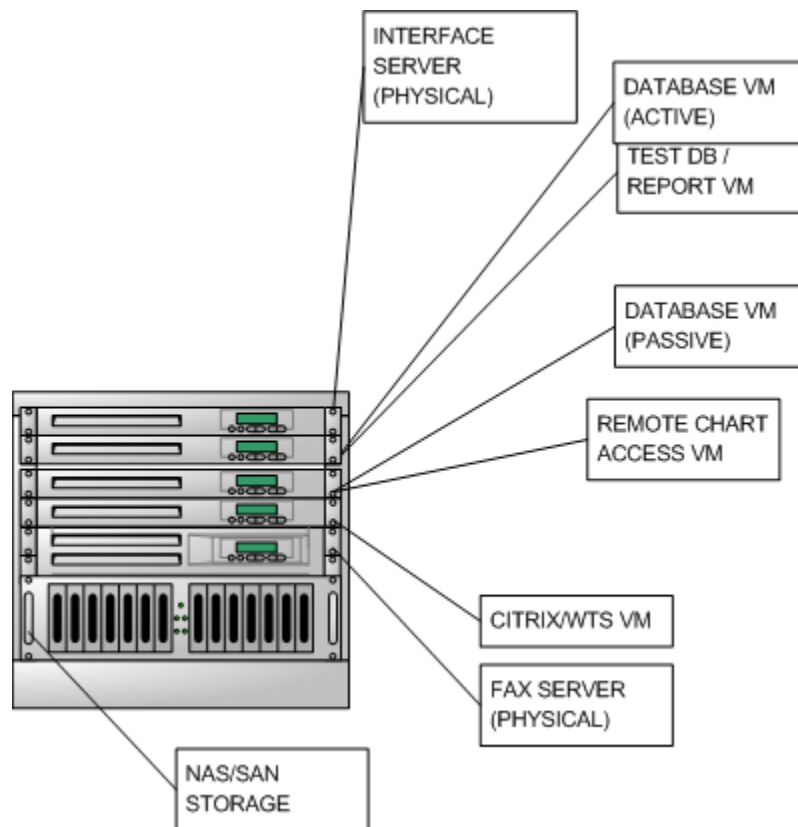 INTERFACE
SERVER
(PHYSICAL)
DATABASE VM
(ACTIVE)
TEST DB /
REPORT VM
DATABASE VM
(PASSIVE)
REMOTE CHART
ACCESS VM
CITRIX/WTS VM
FAX SERVER
(PHYSICAL)
NAS/SAN
STORAGE